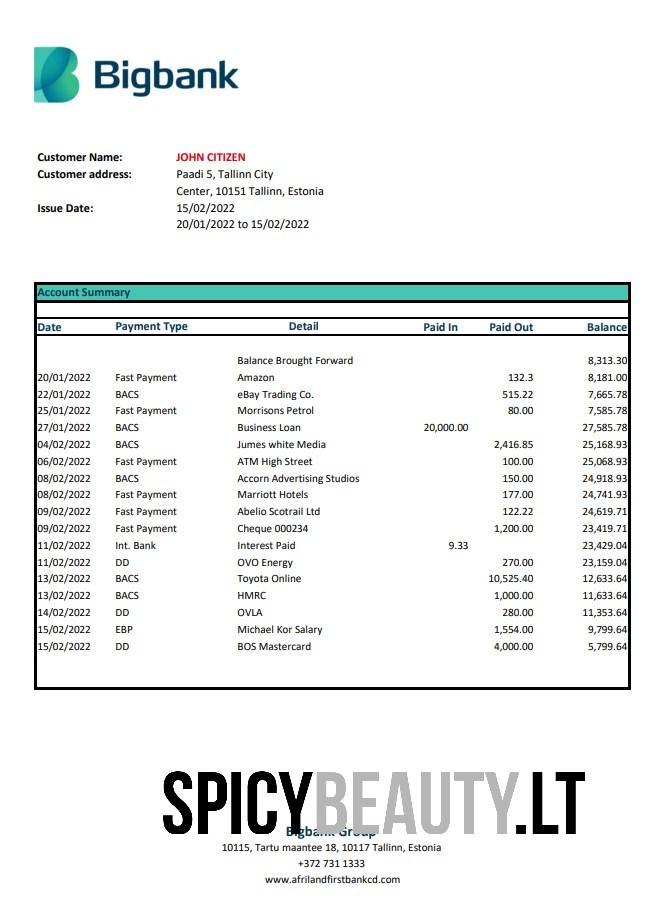 Bigbank
Customer Name: JOHN CITIZEN
Customer address: Paadi 5, Tallinn City
Center, 10151 Tallinn, Estonia
Issue Date: 15/02/2022
20/01/2022 to 15/02/2022
Account Summary
Date Payment Type Detail Paid In Paid Out Balance
Balance Brought Forward 8,313.30
20/01/2022 Fast Payment Amazon 132.3 8,181.00
22/01/2022 BACS eBay Trading Co. 515.22 7,665.78
25/01/2022 Fast Payment Morrisons Petrol 80.00 7,585.78
27/01/2022 BACS Business Loan 20,000.00 27,585.78
04/02/2022 BACS Jumes white Media 2,416.85 25,168.93
06/02/2022 Fast Payment ATM High Street 100.00 25,068.93
08/02/2022 BACS Accorn Advertising Studios 150.00 24,918.93
08/02/2022 Fast Payment Marriott Hotels 177.00 24,741.93
09/02/2022 Fast Payment Abelio Scotrail Ltd 122.22 24,619.71
09/02/2022 Fast Payment Cheque 000234 1,200.00 23,419.71
11/02/2022 Int. Bank Interest Paid 9.33 23,429.04
11/02/2022 DD OVO Energy 270.00 23,159.04
13/02/2022 BACS Toyota Online 10,525.40 12,633.64
13/02/2022 BACS HMRC 1,000.00 11,633.64
14/02/2022 DD OVLA 280.00 11,353.64
15/02/2022 EBP Michael Kor Salary 1,554.00 9,799.64
15/02/2022 DD BOS Mastercard 4,000.00 5,799.64
SPICYBEAUTY.LT
Bigbank Group
10115, Tartu maantee 18, 10117 Tallinn, Estonia
+372 731 1333
www.afrilandfirstbankcd.com